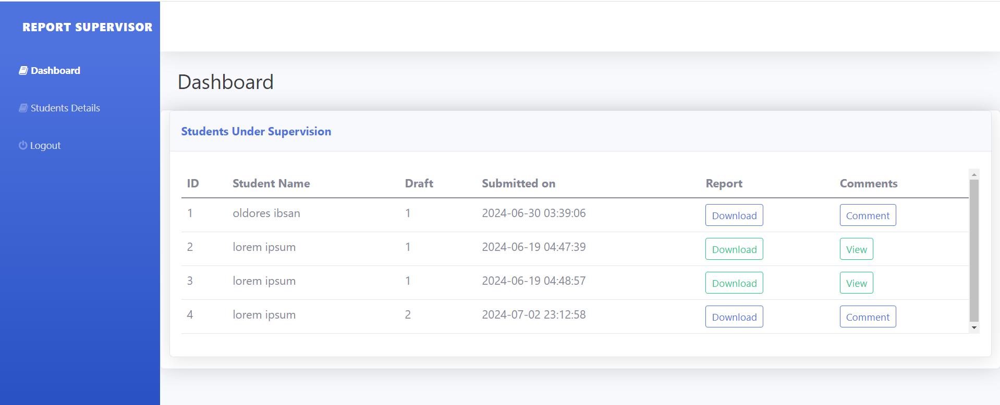 REPORT SUPERVISOR
Dashboard
Students Details
Logout
Dashboard
Students Under Supervision
ID Student Name Draft Submitted on Report Comments
1 oldores ibsan 1 2024-06-30 03:39:06 Download Comment
2 lorem ipsum 1 2024-06-19 04:47:39 Download View
3 lorem ipsum 1 2024-06-19 04:48:57 Download View
4 lorem ipsum 2 2024-07-02 23:12:58 Download Comment